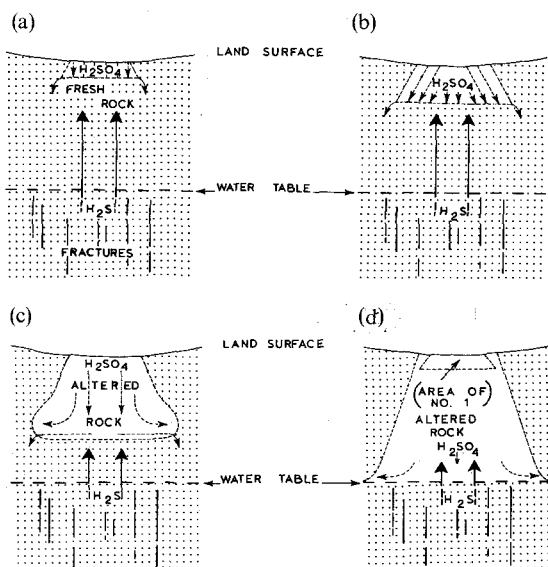 (a)
LAND SURFACE
H2SO4
FRESH
ROCK
WATER TABLE
H2S
FRACTURES
(b)
H2SO4
H2S
(c)
LAND SURFACE
H2SO4
ALTERED
ROCK
WATER TABLE
H2S
(d)
(AREA OF
NO. 1)
ALTERED
ROCK
H2SO4
H2S